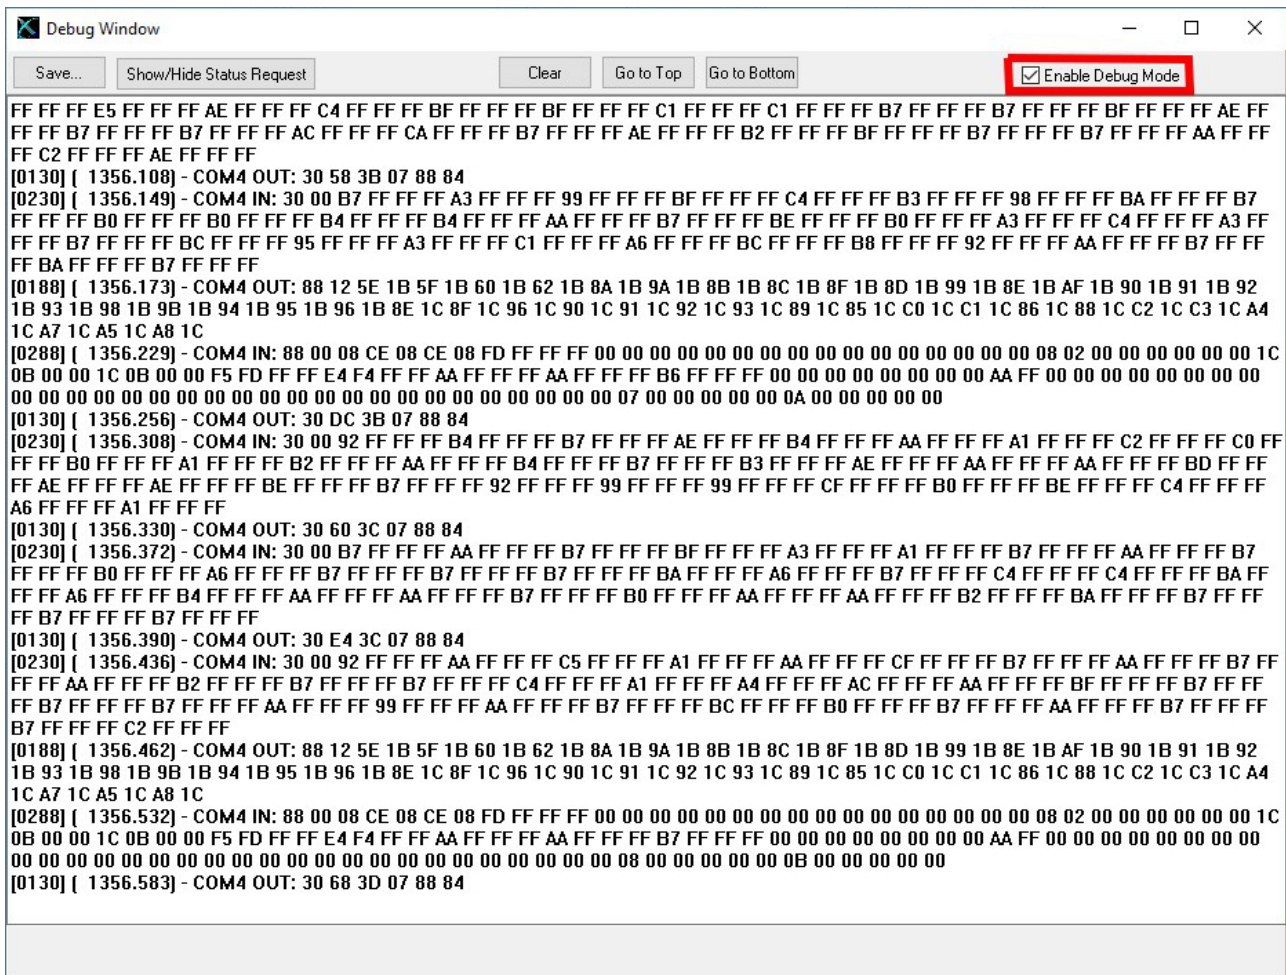 Debug Window
Save... Show/Hide Status Request Clear Go to Top Go to Bottom Enable Debug Mode
FF FF FF E5 FF FF FF AE FF FF FF C4 FF FF FF BF FF FF FF BF FF FF FF C1 FF FF FF C1 FF FF FF B7 FF FF FF B7 FF FF FF BF FF FF FF AE FF
FF FF B7 FF FF FF B7 FF FF FF AC FF FF FF CA FF FF FF B7 FF FF FF AE FF FF FF B2 FF FF FF BF FF FF FF B7 FF FF FF B7 FF FF FF AA FF FF
FF C2 FF FF FF AE FF FF FF
[0130] [ 1356.108] - COM4 OUT: 30 58 3B 07 88 84
[0230] [ 1356.149] - COM4 IN: 30 00 B7 FF FF FF A3 FF FF FF 99 FF FF FF BF FF FF FF C4 FF FF FF B3 FF FF FF 98 FF FF FF BA FF FF FF B7
FF FF FF B0 FF FF FF B0 FF FF FF B4 FF FF FF B4 FF FF FF AA FF FF FF B7 FF FF FF BE FF FF FF B0 FF FF FF A3 FF FF FF C4 FF FF FF A3 FF
FF FF B7 FF FF FF BC FF FF FF 95 FF FF FF A3 FF FF FF C1 FF FF FF A6 FF FF FF BC FF FF FF B8 FF FF FF 92 FF FF FF AA FF FF FF B7 FF FF
FF BA FF FF FF B7 FF FF FF
[0188] [ 1356.173] - COM4 OUT: 88 12 5E 1B 5F 1B 60 1B 62 1B 8A 1B 9A 1B 8B 1B 8C 1B 8F 1B 8D 1B 99 1B 8E 1B AF 1B 90 1B 91 1B 92
1B 93 1B 98 1B 9B 1B 94 1B 95 1B 96 1B 8E 1C 8F 1C 96 1C 90 1C 91 1C 92 1C 93 1C 89 1C 85 1C C0 1C C1 1C 86 1C 88 1C C2 1C C3 1C A4
1C A7 1C A5 1C A8 1C
[0288] [ 1356.229] - COM4 IN: 88 00 08 CE 08 CE 08 FD FF FF FF 00 00 00 00 00 00 00 00 00 00 00 00 00 00 00 00 08 02 00 00 00 00 00 00 1C
0B 00 00 1C 0B 00 00 F5 FD FF FF E4 F4 FF FF AA FF FF FF AA FF FF FF B6 FF FF FF 00 00 00 00 00 00 00 00 AA FF 00 00 00 00 00 00 00 00
00 00 00 00 00 00 00 00 00 00 00 00 00 00 00 00 00 00 00 00 00 00 07 00 00 00 00 00 0A 00 00 00 00 00
[0130] [ 1356.256] - COM4 OUT: 30 DC 3B 07 88 84
[0230] [ 1356.308] - COM4 IN: 30 00 92 FF FF FF B4 FF FF FF B7 FF FF FF AE FF FF FF B4 FF FF FF AA FF FF FF A1 FF FF FF C2 FF FF FF C0 FF
FF FF B0 FF FF FF A1 FF FF FF B2 FF FF FF AA FF FF FF B4 FF FF FF B7 FF FF FF B3 FF FF FF AE FF FF FF AA FF FF FF AA FF FF FF BD FF FF
FF AE FF FF FF AE FF FF FF BE FF FF FF B7 FF FF FF 92 FF FF FF 99 FF FF FF 99 FF FF FF CF FF FF FF B0 FF FF FF BE FF FF FF C4 FF FF FF
A6 FF FF FF A1 FF FF FF
[0130] [ 1356.330] - COM4 OUT: 30 60 3C 07 88 84
[0230] [ 1356.372] - COM4 IN: 30 00 B7 FF FF FF AA FF FF FF B7 FF FF FF BF FF FF FF A3 FF FF FF A1 FF FF FF B7 FF FF FF AA FF FF FF B7
FF FF FF B0 FF FF FF A6 FF FF FF B7 FF FF FF B7 FF FF FF B7 FF FF FF BA FF FF FF A6 FF FF FF B7 FF FF FF C4 FF FF FF C4 FF FF FF BA FF
FF FF A6 FF FF FF B4 FF FF FF AA FF FF FF AA FF FF FF B7 FF FF FF B0 FF FF FF AA FF FF FF AA FF FF FF B2 FF FF FF BA FF FF FF B7 FF FF
FF B7 FF FF FF B7 FF FF FF
[0130] [ 1356.390] - COM4 OUT: 30 E4 3C 07 88 84
[0230] [ 1356.436] - COM4 IN: 30 00 92 FF FF FF AA FF FF FF C5 FF FF FF A1 FF FF FF AA FF FF FF CF FF FF FF B7 FF FF FF AA FF FF FF B7 FF
FF FF AA FF FF FF B2 FF FF FF B7 FF FF FF B7 FF FF FF C4 FF FF FF A1 FF FF FF A4 FF FF FF AC FF FF FF AA FF FF FF BF FF FF FF B7 FF FF
FF B7 FF FF FF B7 FF FF FF AA FF FF FF 99 FF FF FF AA FF FF FF B7 FF FF FF BC FF FF FF B0 FF FF FF B7 FF FF FF AA FF FF FF B7 FF FF FF
B7 FF FF FF C2 FF FF FF
[0188] [ 1356.462] - COM4 OUT: 88 12 5E 1B 5F 1B 60 1B 62 1B 8A 1B 9A 1B 8B 1B 8C 1B 8F 1B 8D 1B 99 1B 8E 1B AF 1B 90 1B 91 1B 92
1B 93 1B 98 1B 9B 1B 94 1B 95 1B 96 1B 8E 1C 8F 1C 96 1C 90 1C 91 1C 92 1C 93 1C 89 1C 85 1C C0 1C C1 1C 86 1C 88 1C C2 1C C3 1C A4
1C A7 1C A5 1C A8 1C
[0288] [ 1356.532] - COM4 IN: 88 00 08 CE 08 CE 08 FD FF FF FF 00 00 00 00 00 00 00 00 00 00 00 00 00 00 00 00 08 02 00 00 00 00 00 00 1C
0B 00 00 1C 0B 00 00 F5 FD FF FF E4 F4 FF FF AA FF FF FF AA FF FF FF B7 FF FF FF 00 00 00 00 00 00 00 00 AA FF 00 00 00 00 00 00 00 00
00 00 00 00 00 00 00 00 00 00 00 00 00 00 00 00 00 00 00 00 00 00 08 00 00 00 00 00 0B 00 00 00 00 00
[0130] [ 1356.583] - COM4 OUT: 30 68 3D 07 88 84